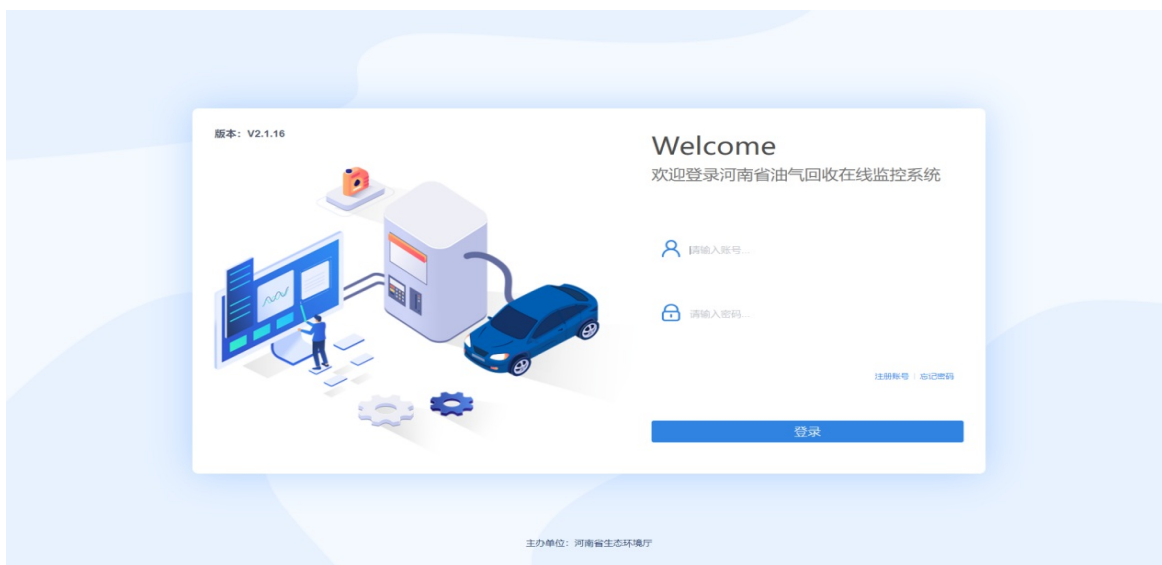 版本：V2.1.16
Welcome
欢迎登录河南省油气回收在线监控系统
请输入账号...
请输入密码...
注册账号 | 忘记密码
登录
主办单位：河南省生态环境厅